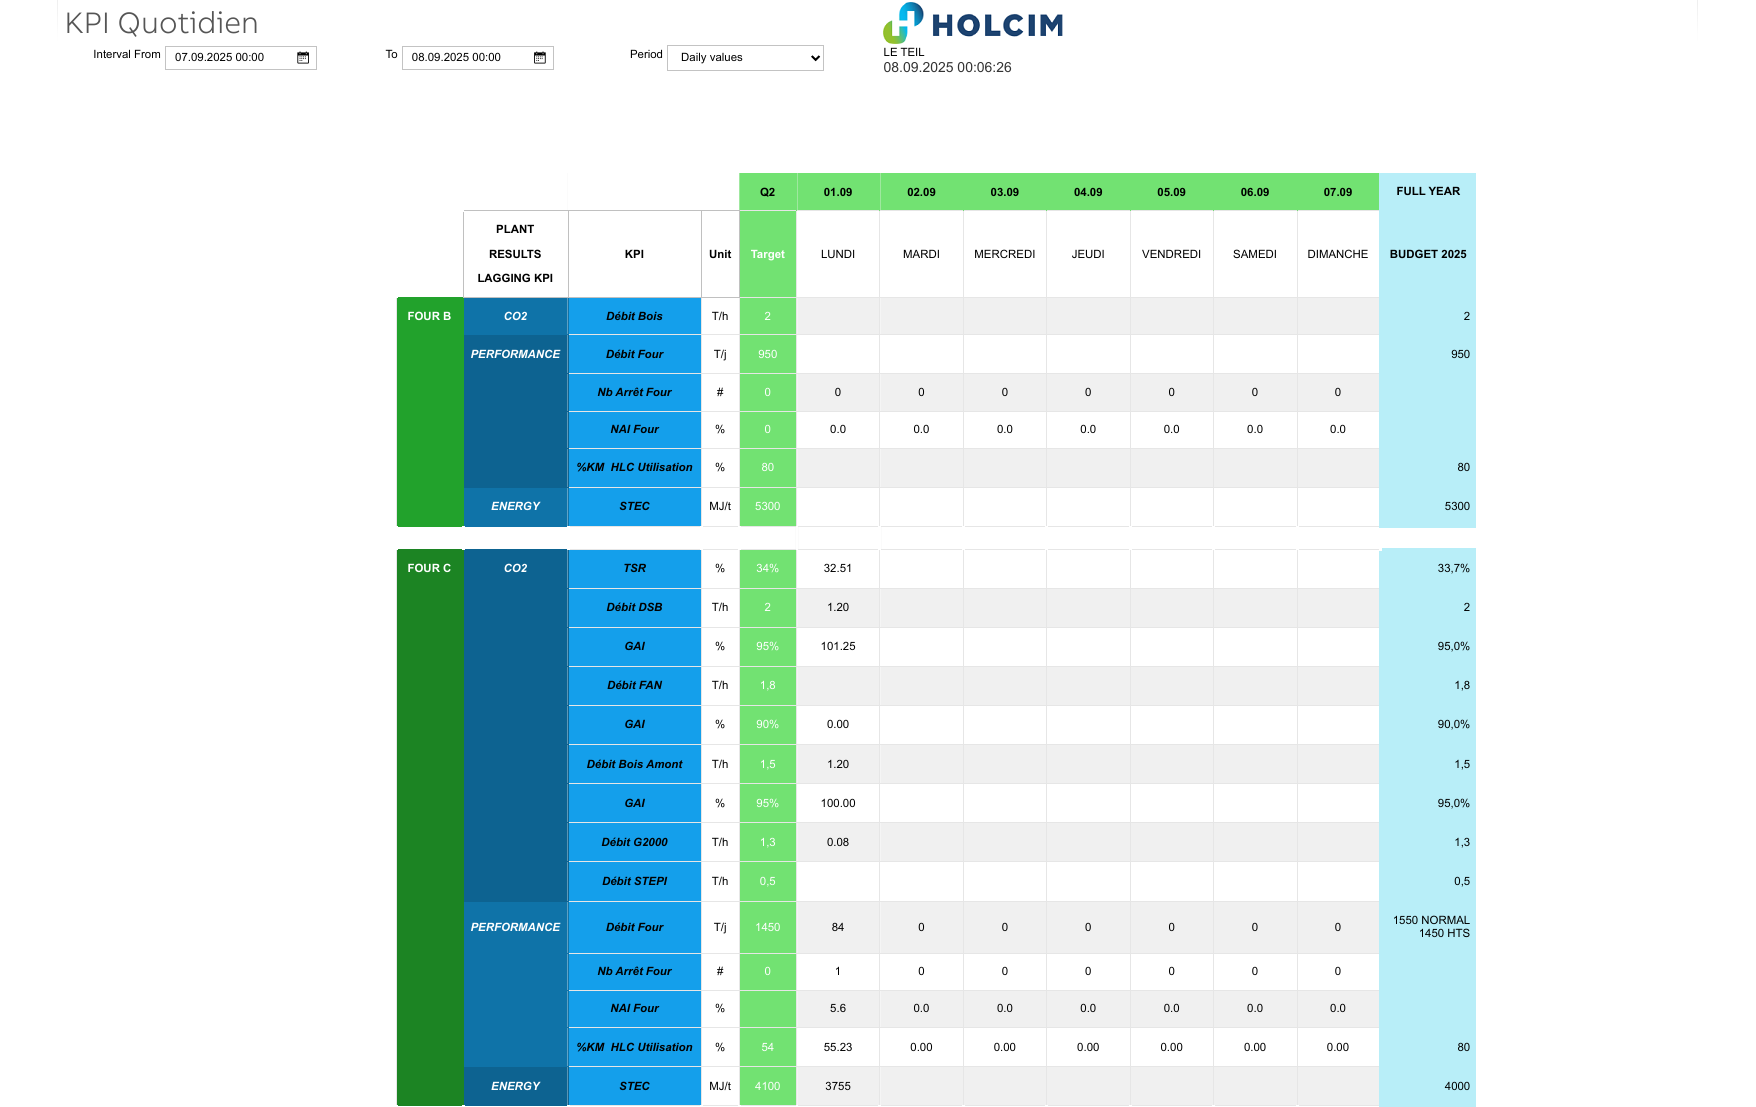 KPI Quotidien
HOLCIM
Interval From 07.09.2025 00:00 To 08.09.2025 00:00 Period Daily values
LE TEIL
08.09.2025 00:06:26
Q2 01.09 02.09 03.09 04.09 05.09 06.09 07.09 FULL YEAR
PLANT
RESULTS
LAGGING KPI
KPI Unit Target LUNDI MARDI MERCREDI JEUDI VENDREDI SAMEDI DIMANCHE BUDGET 2025
FOUR B CO2 Débit Bois T/h 2 2
PERFORMANCE Débit Four T/j 950 950
Nb Arrêt Four # 0 0 0 0 0 0 0 0
NAI Four % 0 0.0 0.0 0.0 0.0 0.0 0.0 0.0
%KM HLC Utilisation % 80 80
ENERGY STEC MJ/t 5300 5300
FOUR C CO2 TSR % 34% 32.51 33,7%
Débit DSB T/h 2 1.20 2
GAI % 95% 101.25 95,0%
Débit FAN T/h 1,8 1,8
GAI % 90% 0.00 90,0%
Débit Bois Amont T/h 1,5 1.20 1,5
GAI % 95% 100.00 95,0%
Débit G2000 T/h 1,3 0.08 1,3
Débit STEPI T/h 0,5 0,5
PERFORMANCE Débit Four T/j 1450 84 0 0 0 0 0 0 1550 NORMAL
1450 HTS
Nb Arrêt Four # 0 1 0 0 0 0 0 0
NAI Four % 5.6 0.0 0.0 0.0 0.0 0.0 0.0
%KM HLC Utilisation % 54 55.23 0.00 0.00 0.00 0.00 0.00 0.00 80
ENERGY STEC MJ/t 4100 3755 4000